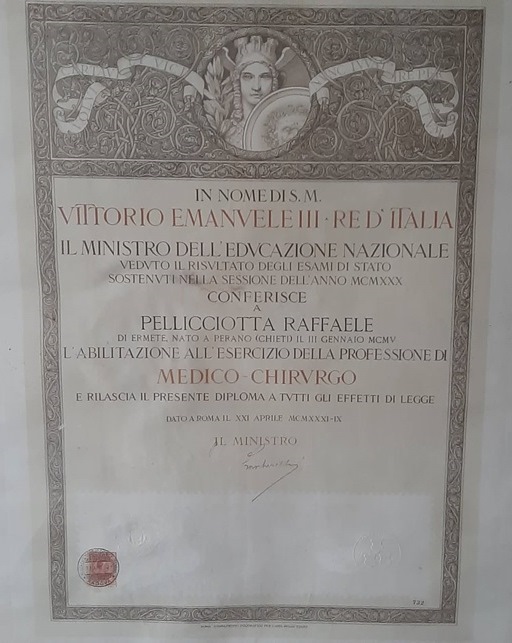 IN NOME DI S. M.
VITTORIO EMANVELE III · RE D' ITALIA
IL MINISTRO DELL'EDVCAZIONE NAZIONALE
VEDVTO IL RISVLTATO DEGLI ESAMI DI STATO
SOSTENVTI NELLA SESSIONE DELL'ANNO MCMXXX
CONFERISCE
A
PELLICCIOTTA RAFFAELE
DI ERMETE, NATO A PERANO (CHIETI) IL III GENNAIO MCMV
L'ABILITAZIONE ALL'ESERCIZIO DELLA PROFESSIONE DI
MEDICO-CHIRVRGO
E RILASCIA IL PRESENTE DIPLOMA A TVTTI GLI EFFETTI DI LEGGE
DATO A ROMA IL XXI APRILE MCMXXXI-IX
IL MINISTRO
722